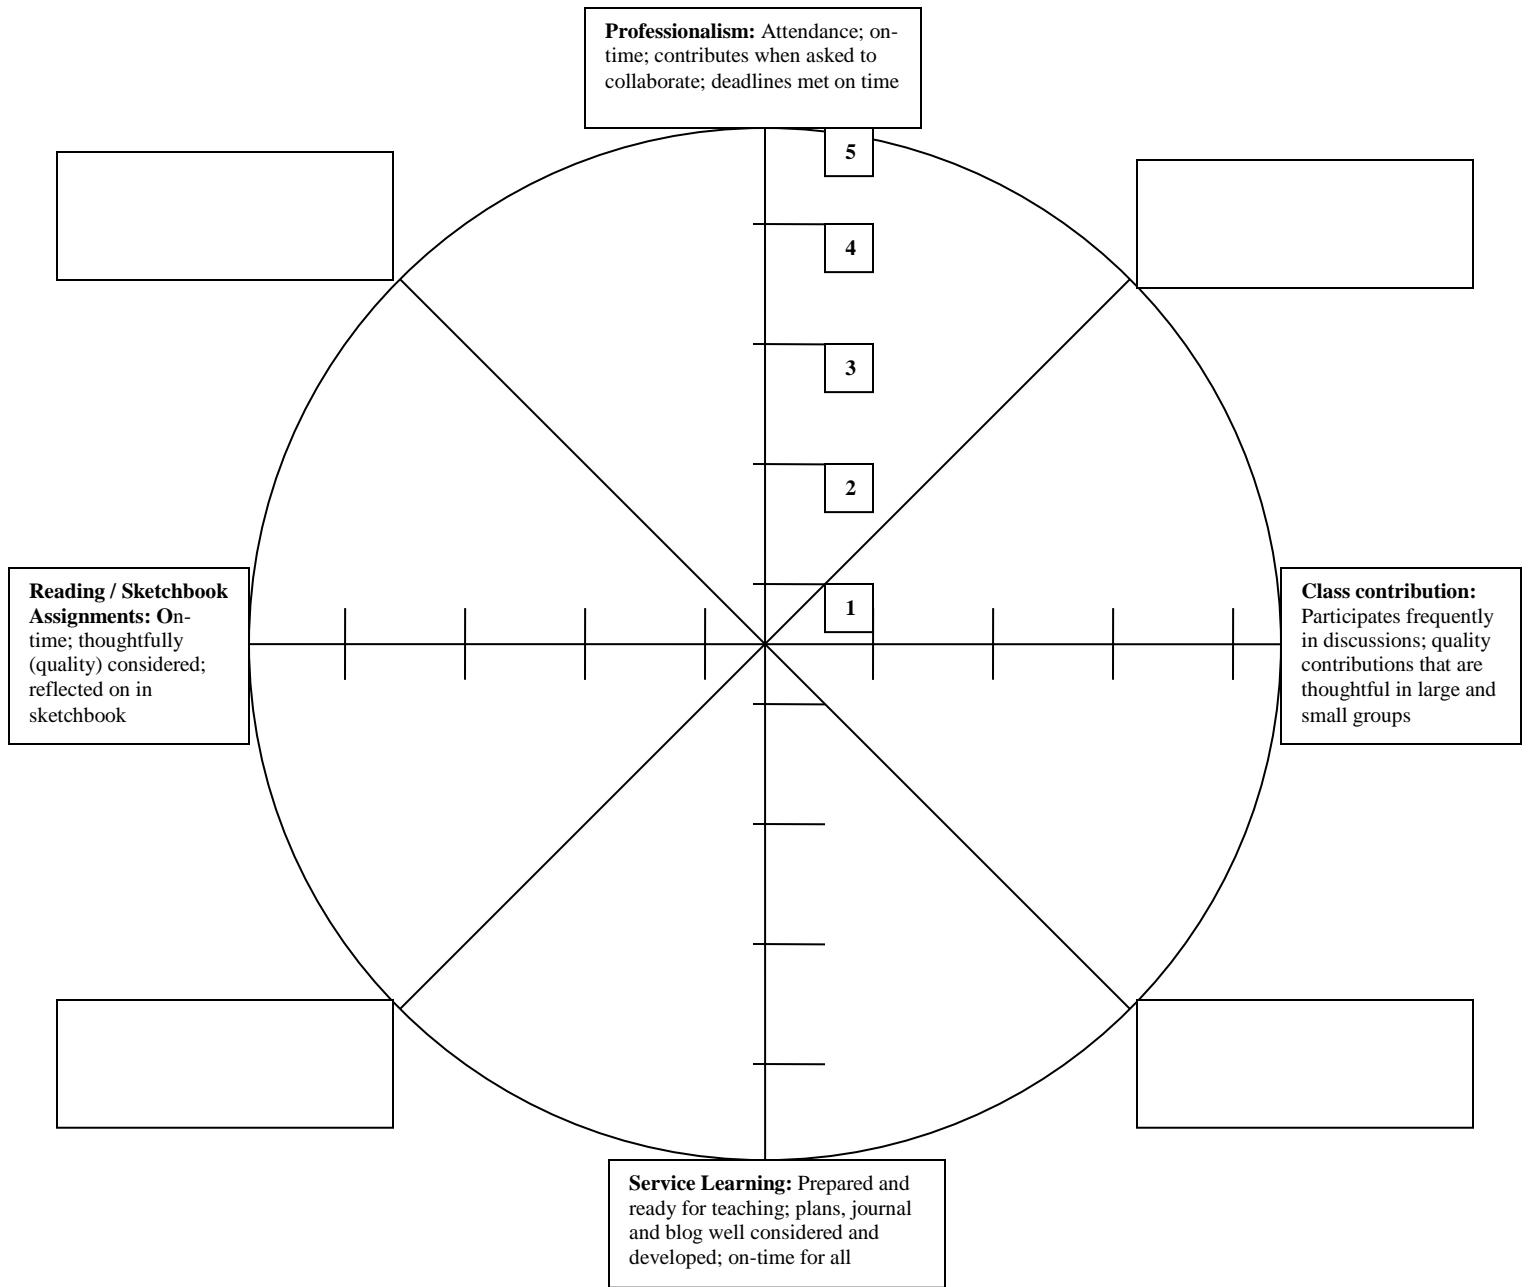 Professionalism: Attendance; on-
time; contributes when asked to
collaborate; deadlines met on time
5
4
3
2
1
Reading / Sketchbook
Assignments: On-
time; thoughtfully
(quality) considered;
reflected on in
sketchbook
Class contribution:
Participates frequently
in discussions; quality
contributions that are
thoughtful in large and
small groups
Service Learning: Prepared and
ready for teaching; plans, journal
and blog well considered and
developed; on-time for all